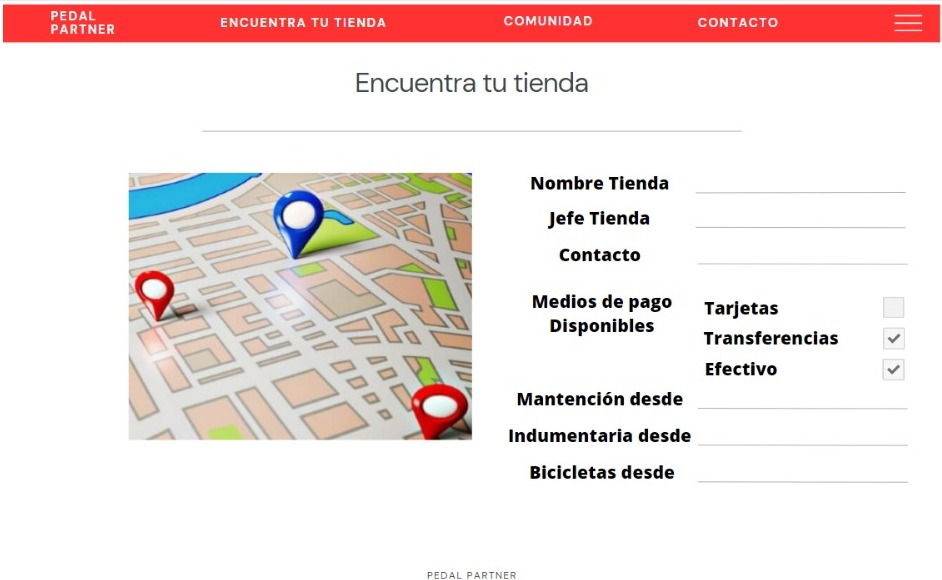 PEDAL
PARTNER
ENCUENTRA TU TIENDA
COMUNIDAD
CONTACTO
Encuentra tu tienda
Nombre Tienda
Jefe Tienda
Contacto
Medios de pago
Disponibles
Tarjetas
Transferencias
Efectivo
Mantención desde
Indumentaria desde
Bicicletas desde
PEDAL PARTNER